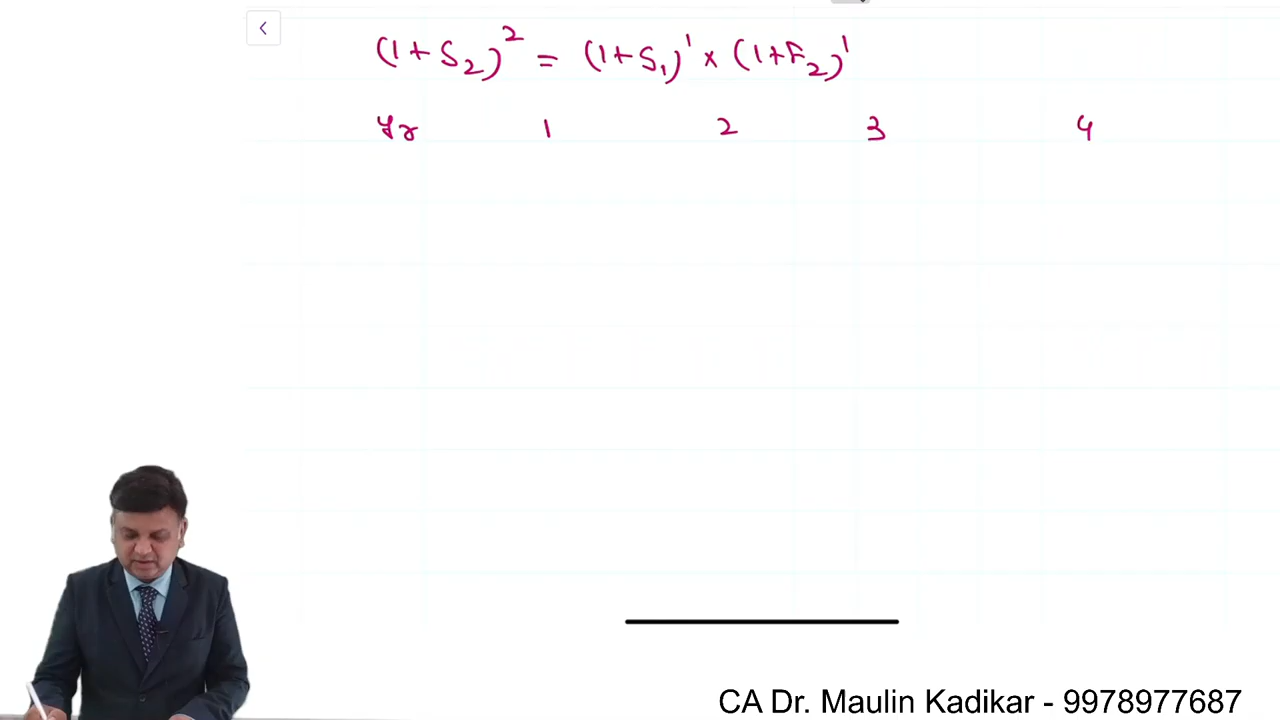 (1+S₂)² = (1+S₁)¹ × (1+F₂)¹
Yr 1 2 3 4
CA Dr. Maulin Kadikar - 9978977687